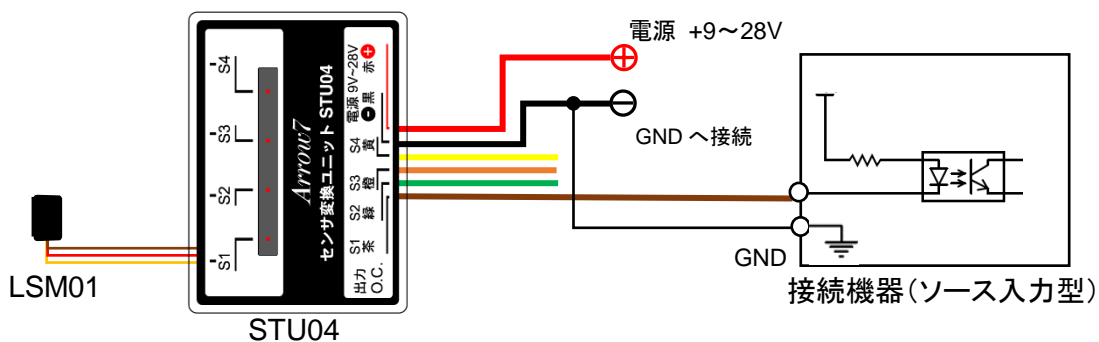 電源 +9～28V
GND へ接続
GND
接続機器(ソース入力型)
LSM01
STU04
S4
S3
S2
S1
Arrow7
センサ変換ユニット STU04
電源 9V~28V
赤 ⊕
⊖ 黒
S4 黄
S3 橙
S2 緑
S1 茶
出力 O.C.